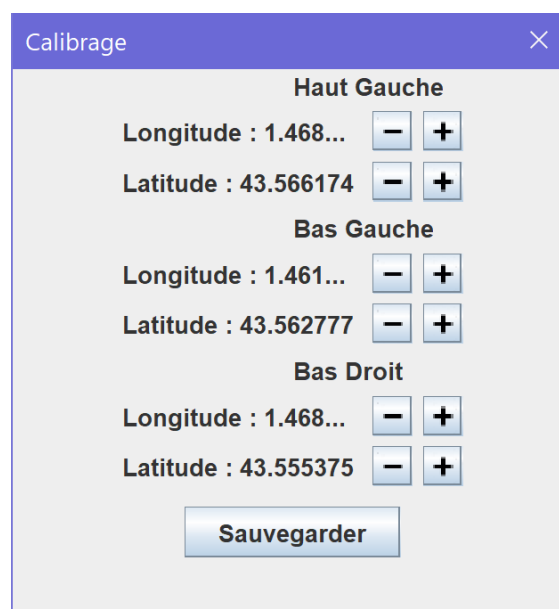 Calibrage
Haut Gauche
Longitude : 1.468... − +
Latitude : 43.566174 − +
Bas Gauche
Longitude : 1.461... − +
Latitude : 43.562777 − +
Bas Droit
Longitude : 1.468... − +
Latitude : 43.555375 − +
Sauvegarder